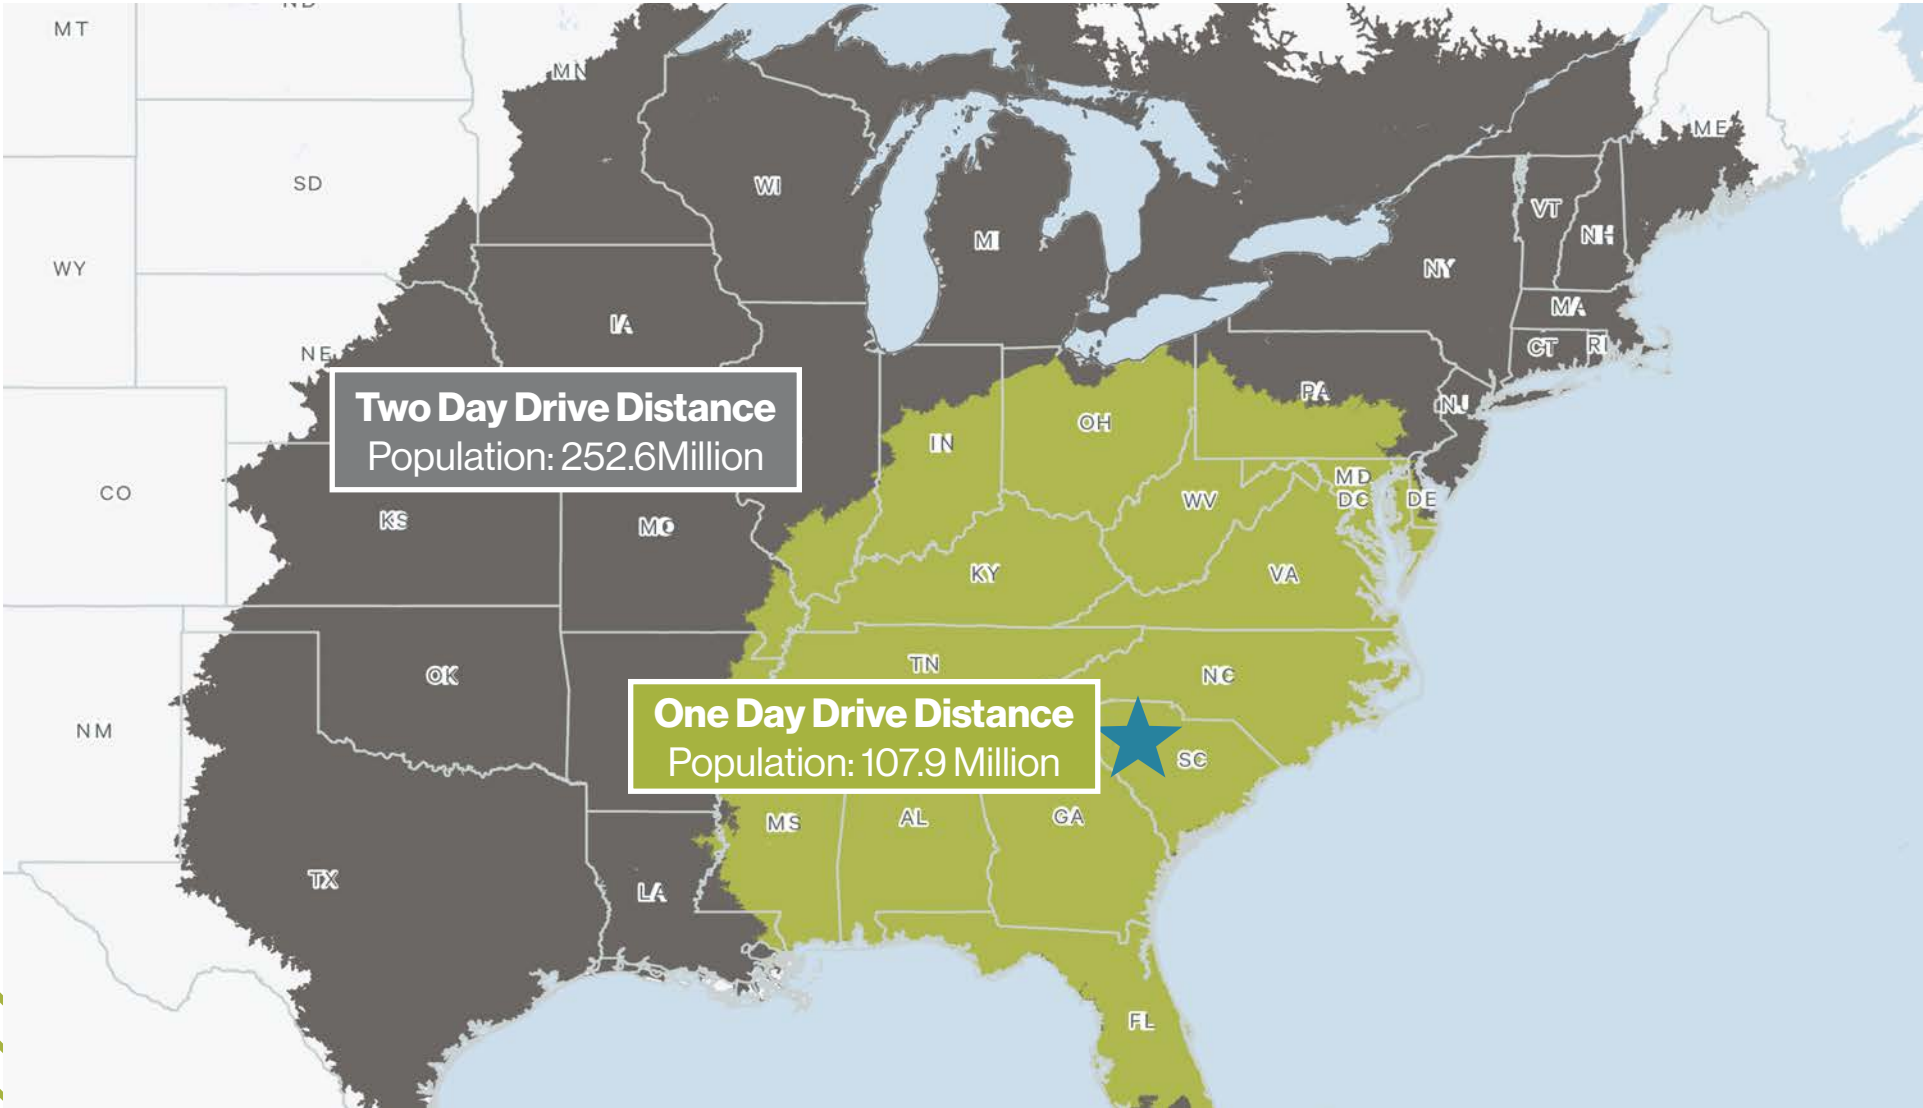 ND
MT
MN
ME
SD
WI
VT
NH
MI
WY
NY
MA
IA
CT
RI
NE
PA
NJ
Two Day Drive Distance
Population: 252.6Million
OH
IN
MD
CO
WV
DC
DE
KS
MO
KY
VA
TN
OK
NC
One Day Drive Distance
Population: 107.9 Million
NM
SC
MS
AL
GA
TX
LA
FL